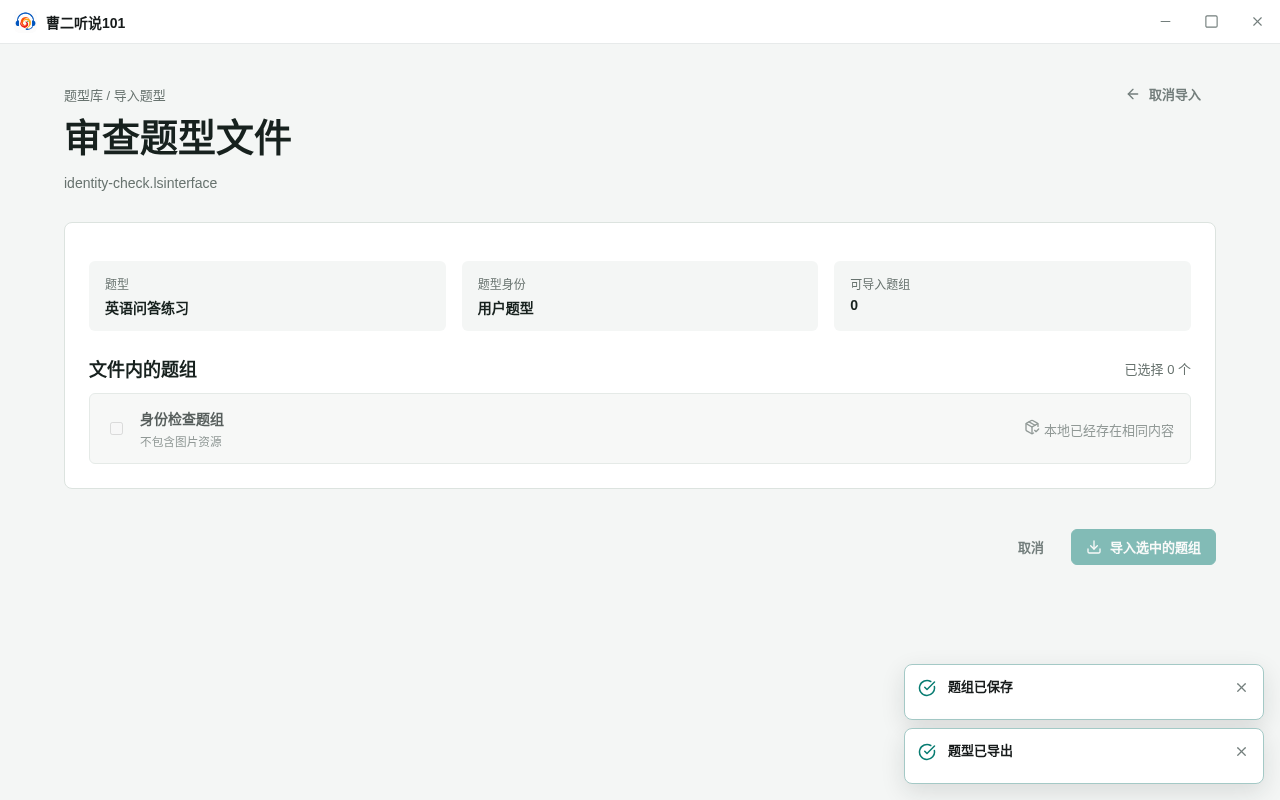 曹二听说101
题型库 / 导入题型
取消导入
审查题型文件
identity-check.lsinterface
题型
英语问答练习
题型身份
用户题型
可导入题组
0
文件内的题组
已选择 0 个
身份检查题组
不包含图片资源
本地已经存在相同内容
取消
导入选中的题组
题组已保存
题型已导出